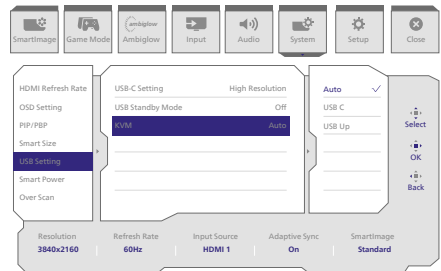 SmartImage Game Mode ambiglow Ambiglow Input Audio System Setup Close
HDMI Refresh Rate
OSD Setting
PIP/PBP
Smart Size
USB Setting
Smart Power
Over Scan
USB-C Setting High Resolution
USB Standby Mode Off
KVM Auto
Auto
USB C
USB Up
Select
OK
Back
Resolution Refresh Rate Input Source Adaptive Sync SmartImage
3840x2160 60Hz HDMI 1 On Standard